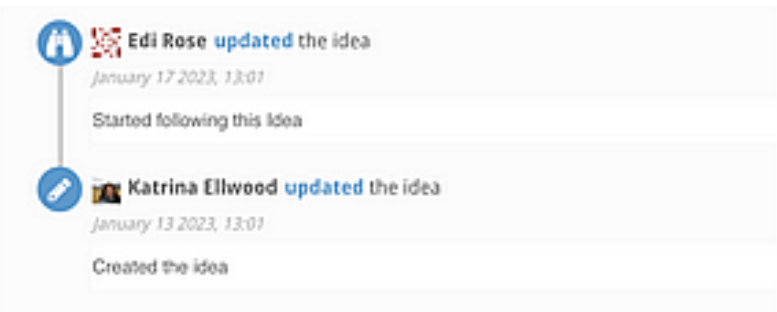 Edi Rose updated the idea
January 17 2023, 13:01
Started following this Idea
Katrina Ellwood updated the idea
January 13 2023, 13:01
Created the idea